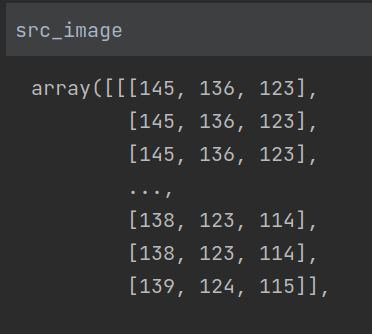 src_image
array([[[145, 136, 123],
[145, 136, 123],
[145, 136, 123],
...,
[138, 123, 114],
[138, 123, 114],
[139, 124, 115]],